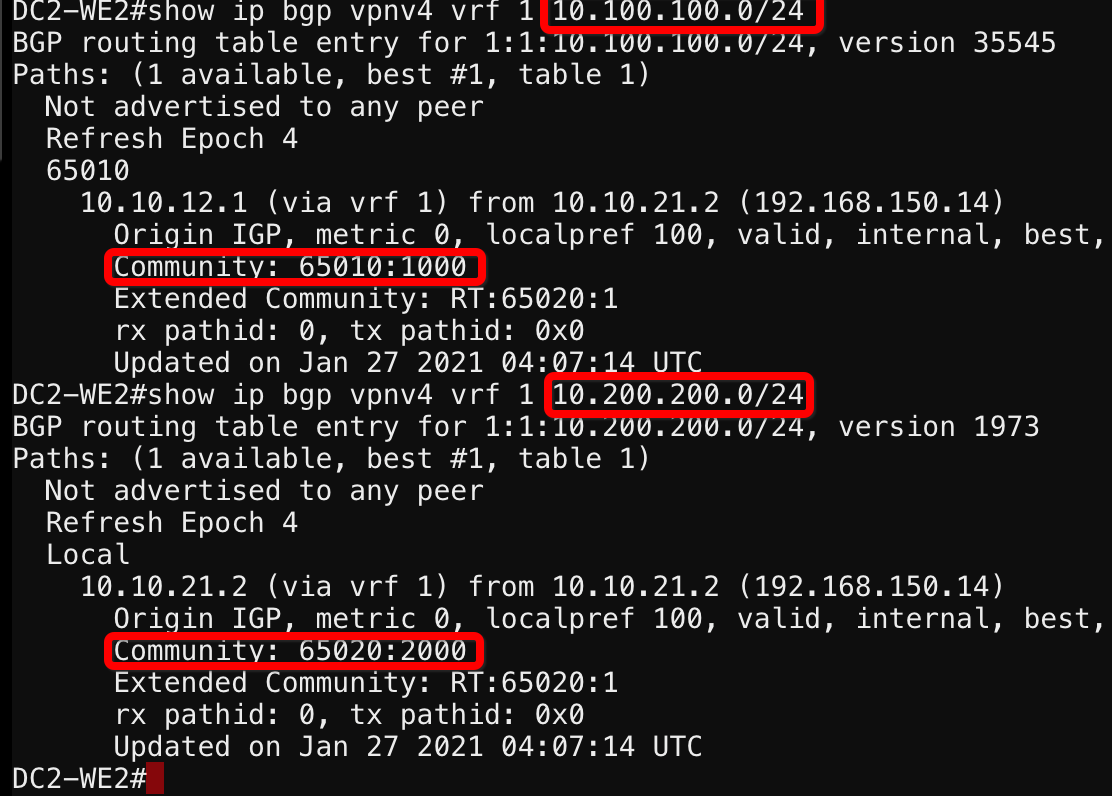 DC2-WE2#show ip bgp vpnv4 vrf 1 10.100.100.0/24
BGP routing table entry for 1:1:10.100.100.0/24, version 35545
Paths: (1 available, best #1, table 1)
  Not advertised to any peer
  Refresh Epoch 4
  65010
    10.10.12.1 (via vrf 1) from 10.10.21.2 (192.168.150.14)
      Origin IGP, metric 0, localpref 100, valid, internal, best,
      Community: 65010:1000
      Extended Community: RT:65020:1
      rx pathid: 0, tx pathid: 0x0
      Updated on Jan 27 2021 04:07:14 UTC
DC2-WE2#show ip bgp vpnv4 vrf 1 10.200.200.0/24
BGP routing table entry for 1:1:10.200.200.0/24, version 1973
Paths: (1 available, best #1, table 1)
  Not advertised to any peer
  Refresh Epoch 4
  Local
    10.10.21.2 (via vrf 1) from 10.10.21.2 (192.168.150.14)
      Origin IGP, metric 0, localpref 100, valid, internal, best,
      Community: 65020:2000
      Extended Community: RT:65020:1
      rx pathid: 0, tx pathid: 0x0
      Updated on Jan 27 2021 04:07:14 UTC
DC2-WE2#